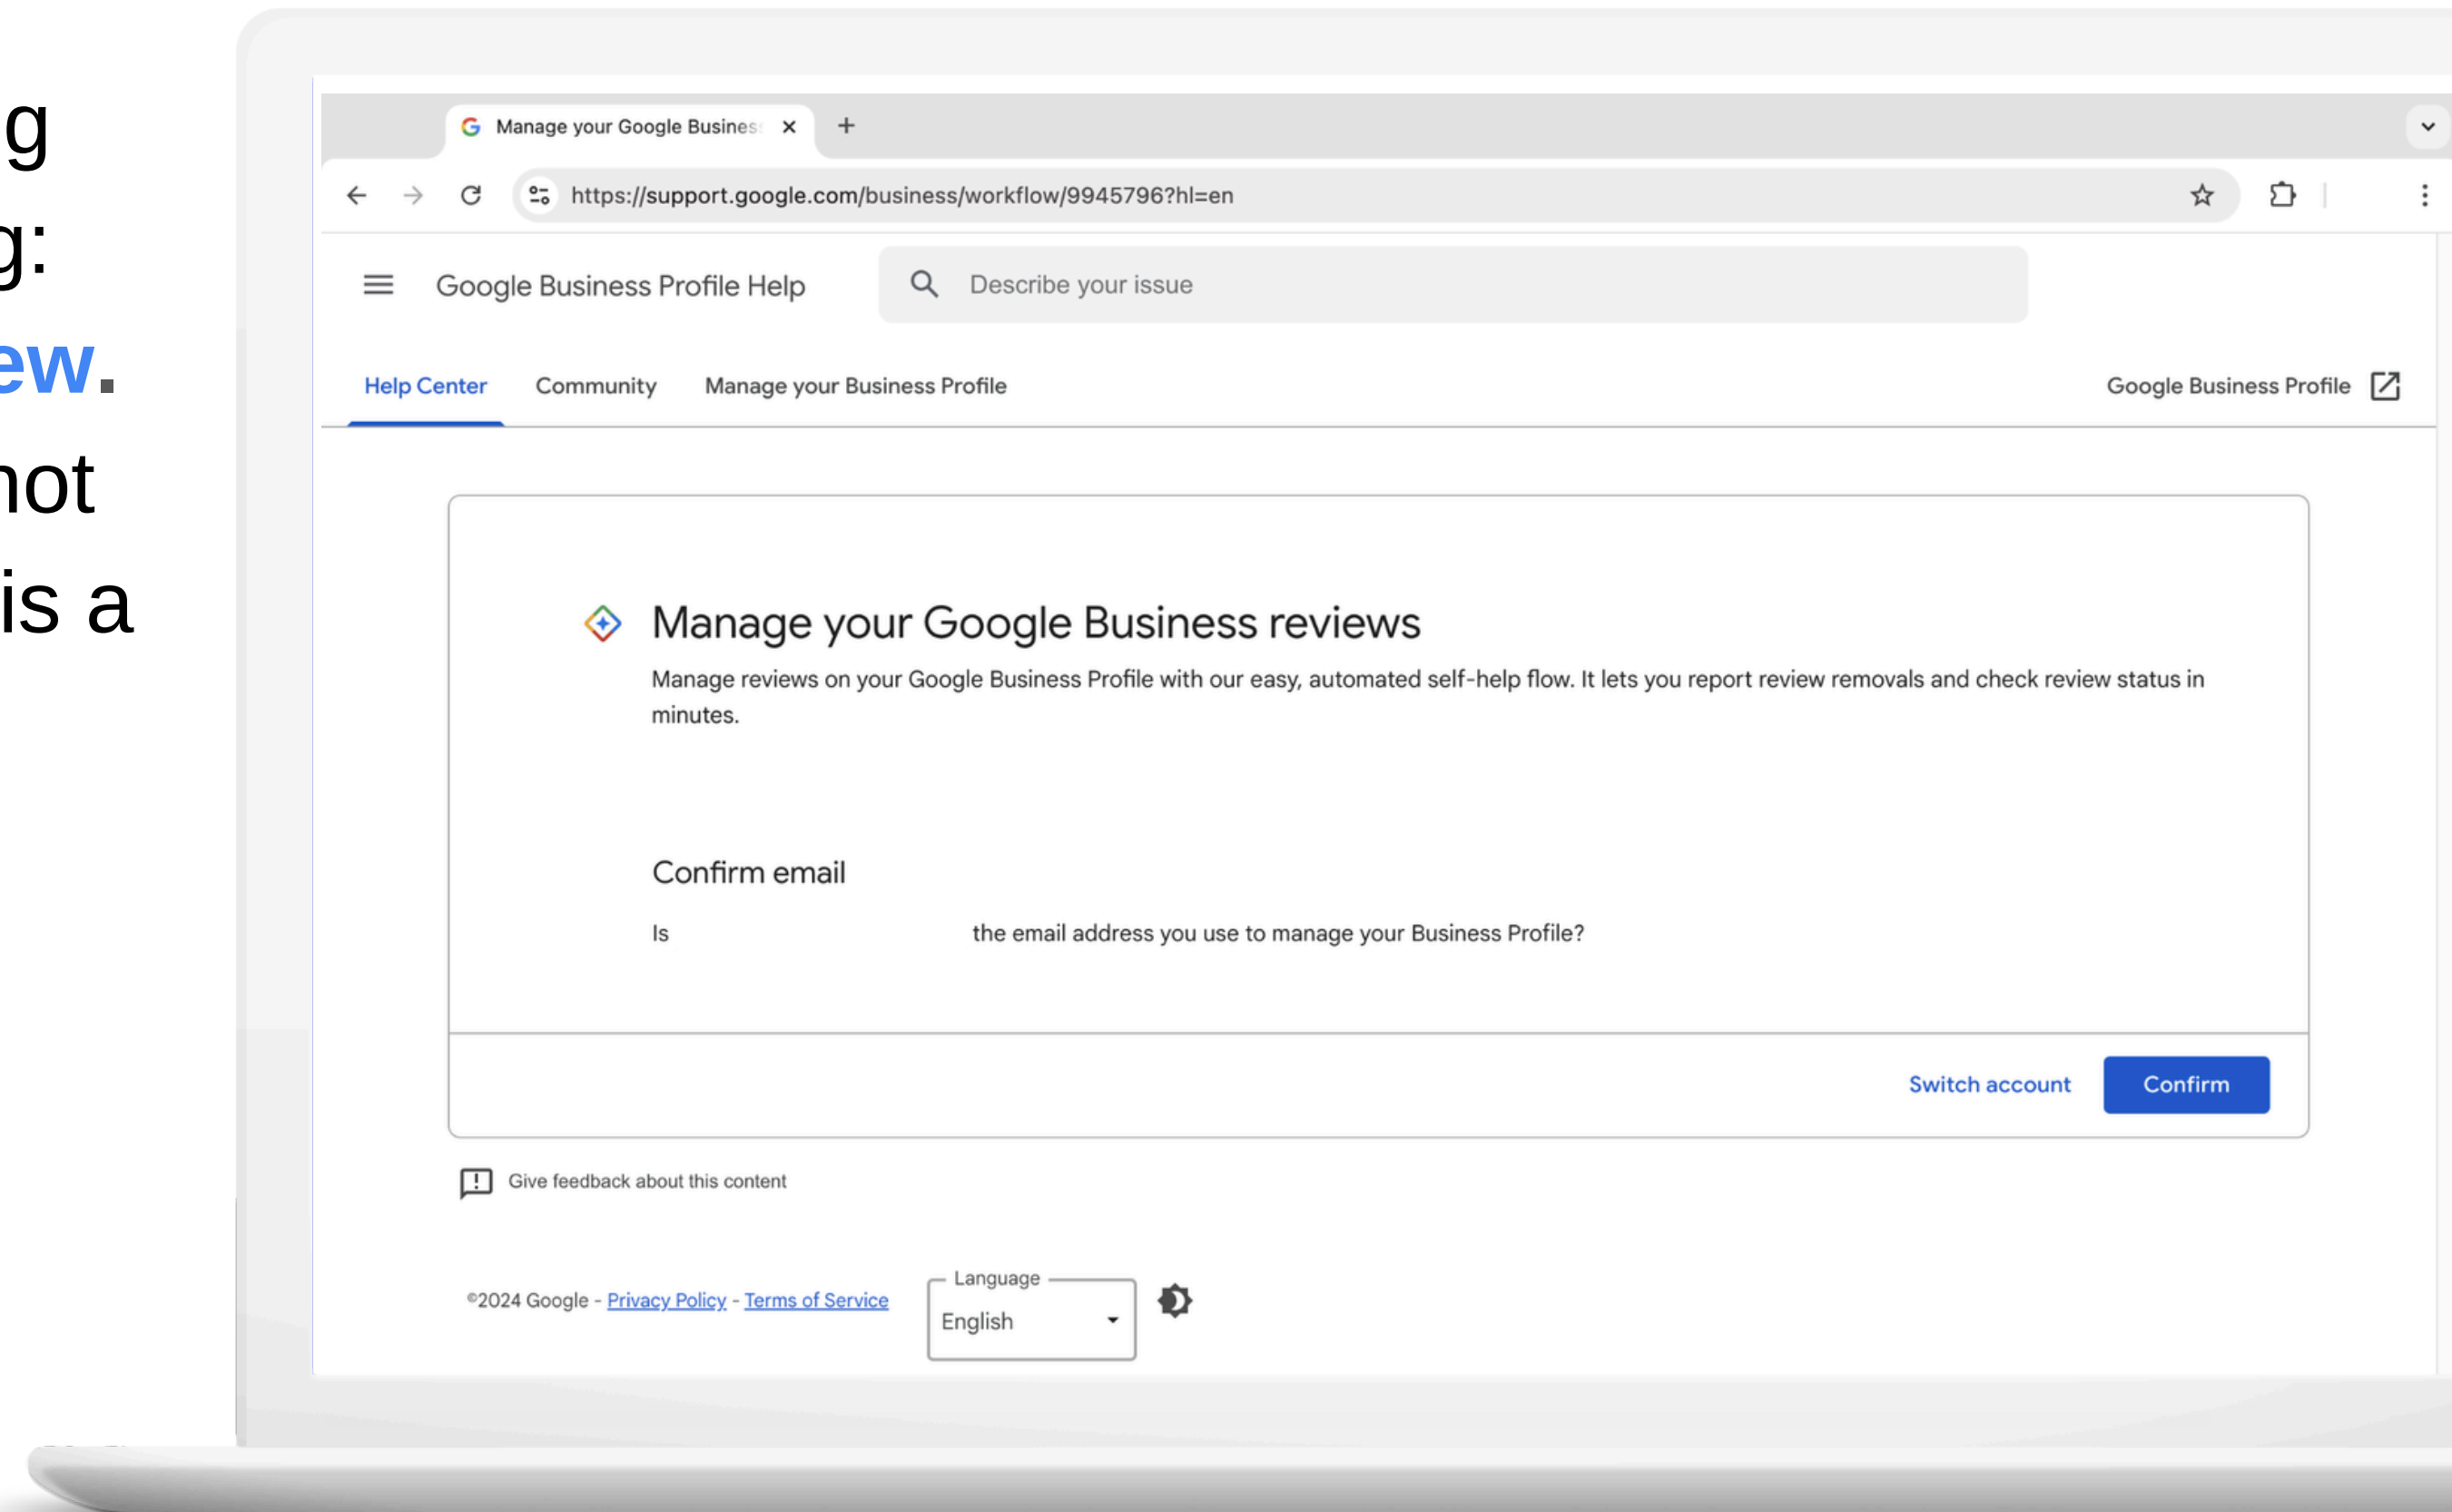 g
g:
ew.
not
is a
Manage your Google Busines
https://support.google.com/business/workflow/9945796?hl=en
Google Business Profile Help
Describe your issue
Help Center
Community
Manage your Business Profile
Google Business Profile
Manage your Google Business reviews
Manage reviews on your Google Business Profile with our easy, automated self-help flow. It lets you report review removals and check review status in
minutes.
Confirm email
Is the email address you use to manage your Business Profile?
Switch account
Confirm
Give feedback about this content
©2024 Google - Privacy Policy - Terms of Service
Language
English